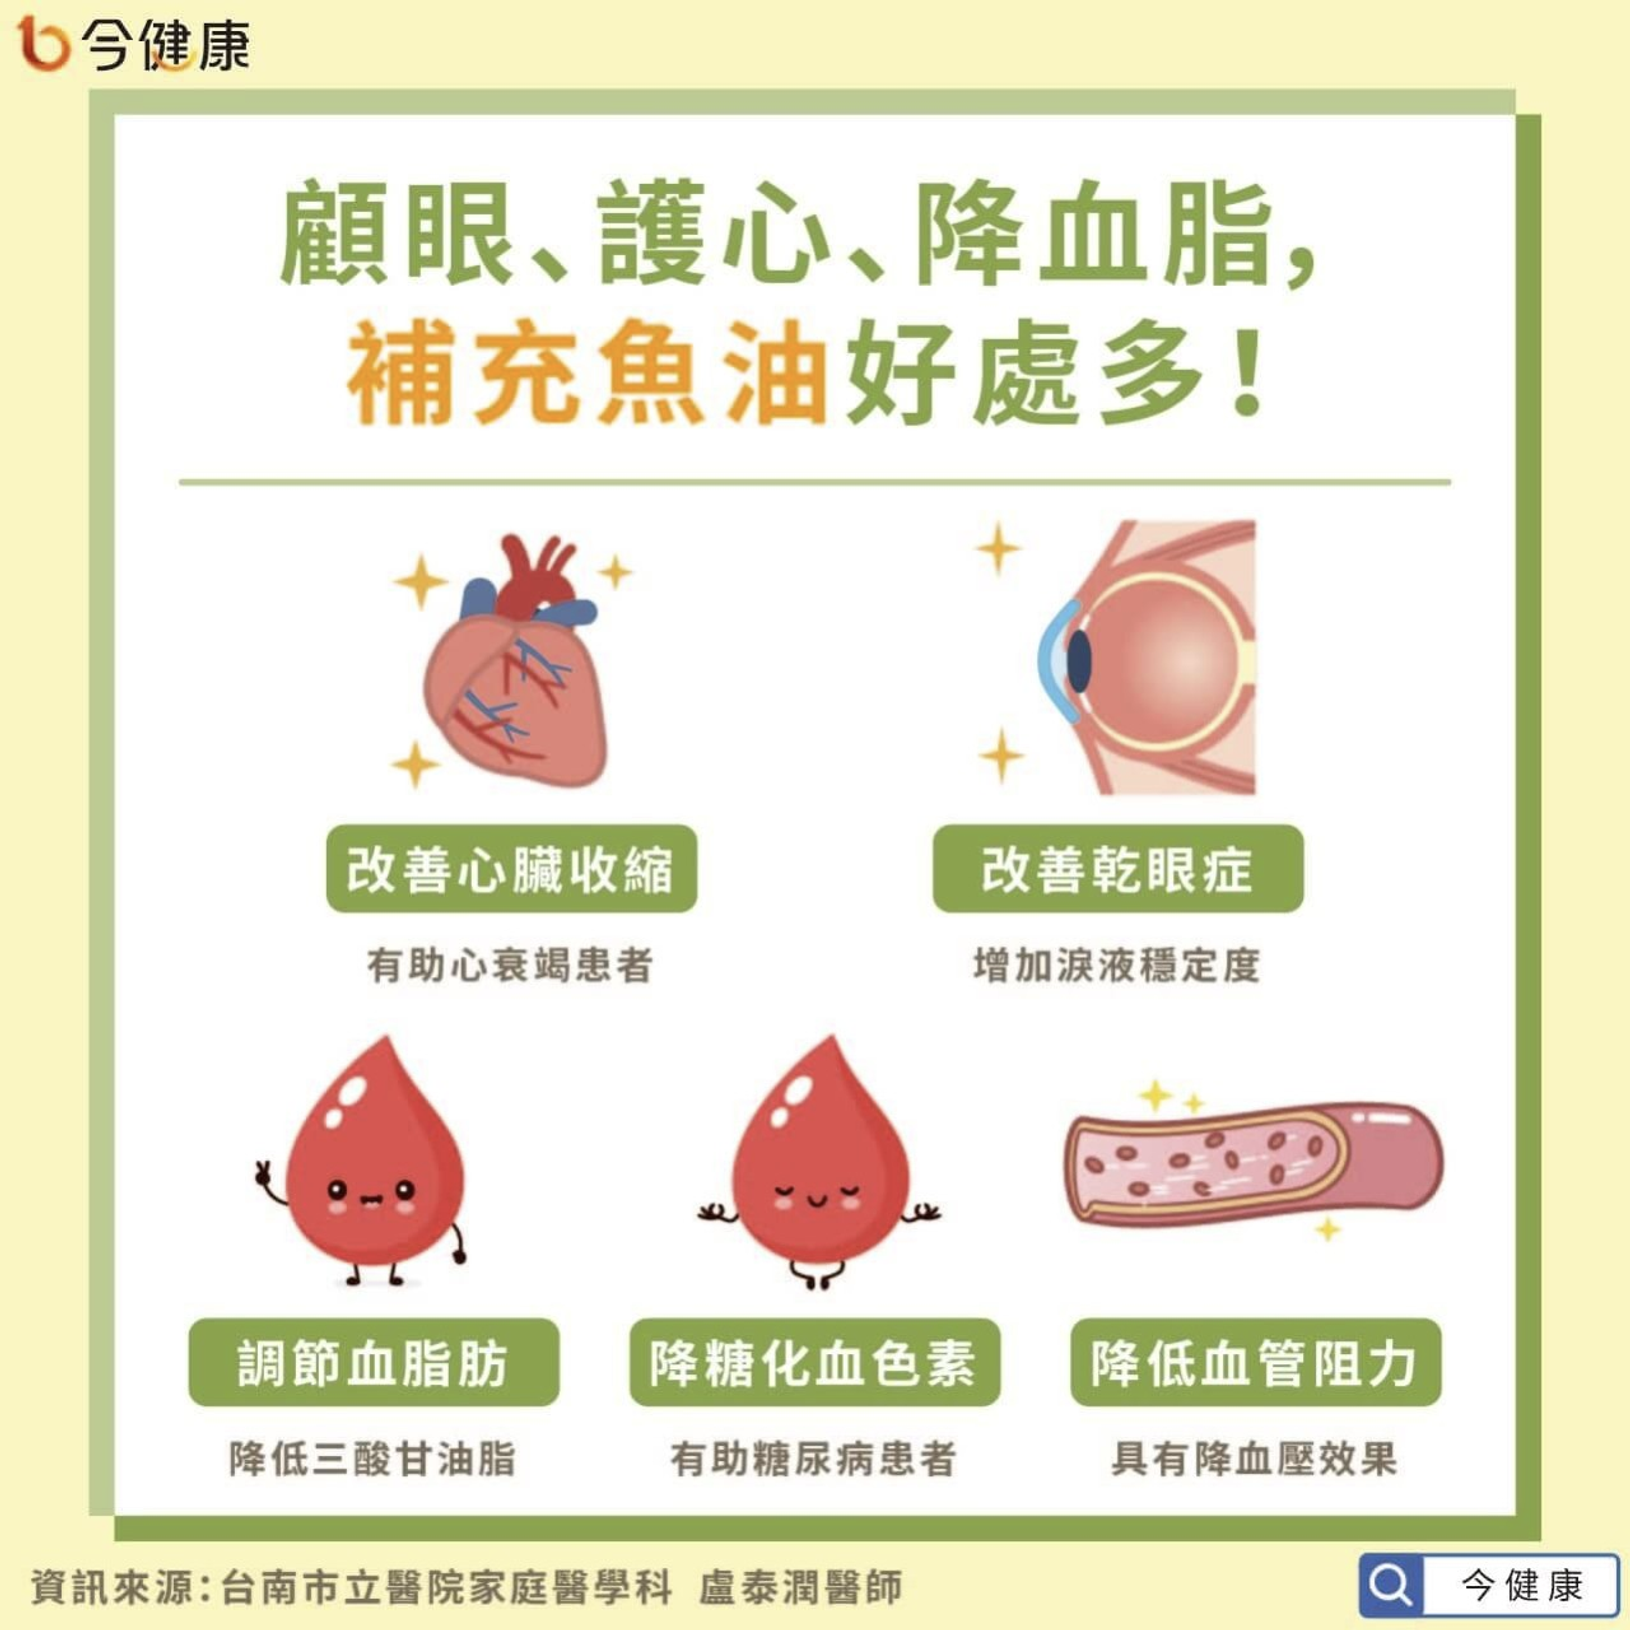 今健康
顧眼、護心、降血脂，
補充魚油好處多！
改善心臟收縮
改善乾眼症
有助心衰竭患者
增加淚液穩定度
調節血脂肪
降糖化血色素
降低血管阻力
降低三酸甘油脂
有助糖尿病患者
具有降血壓效果
資訊來源：台南市立醫院家庭醫學科 盧泰潤醫師
今健康